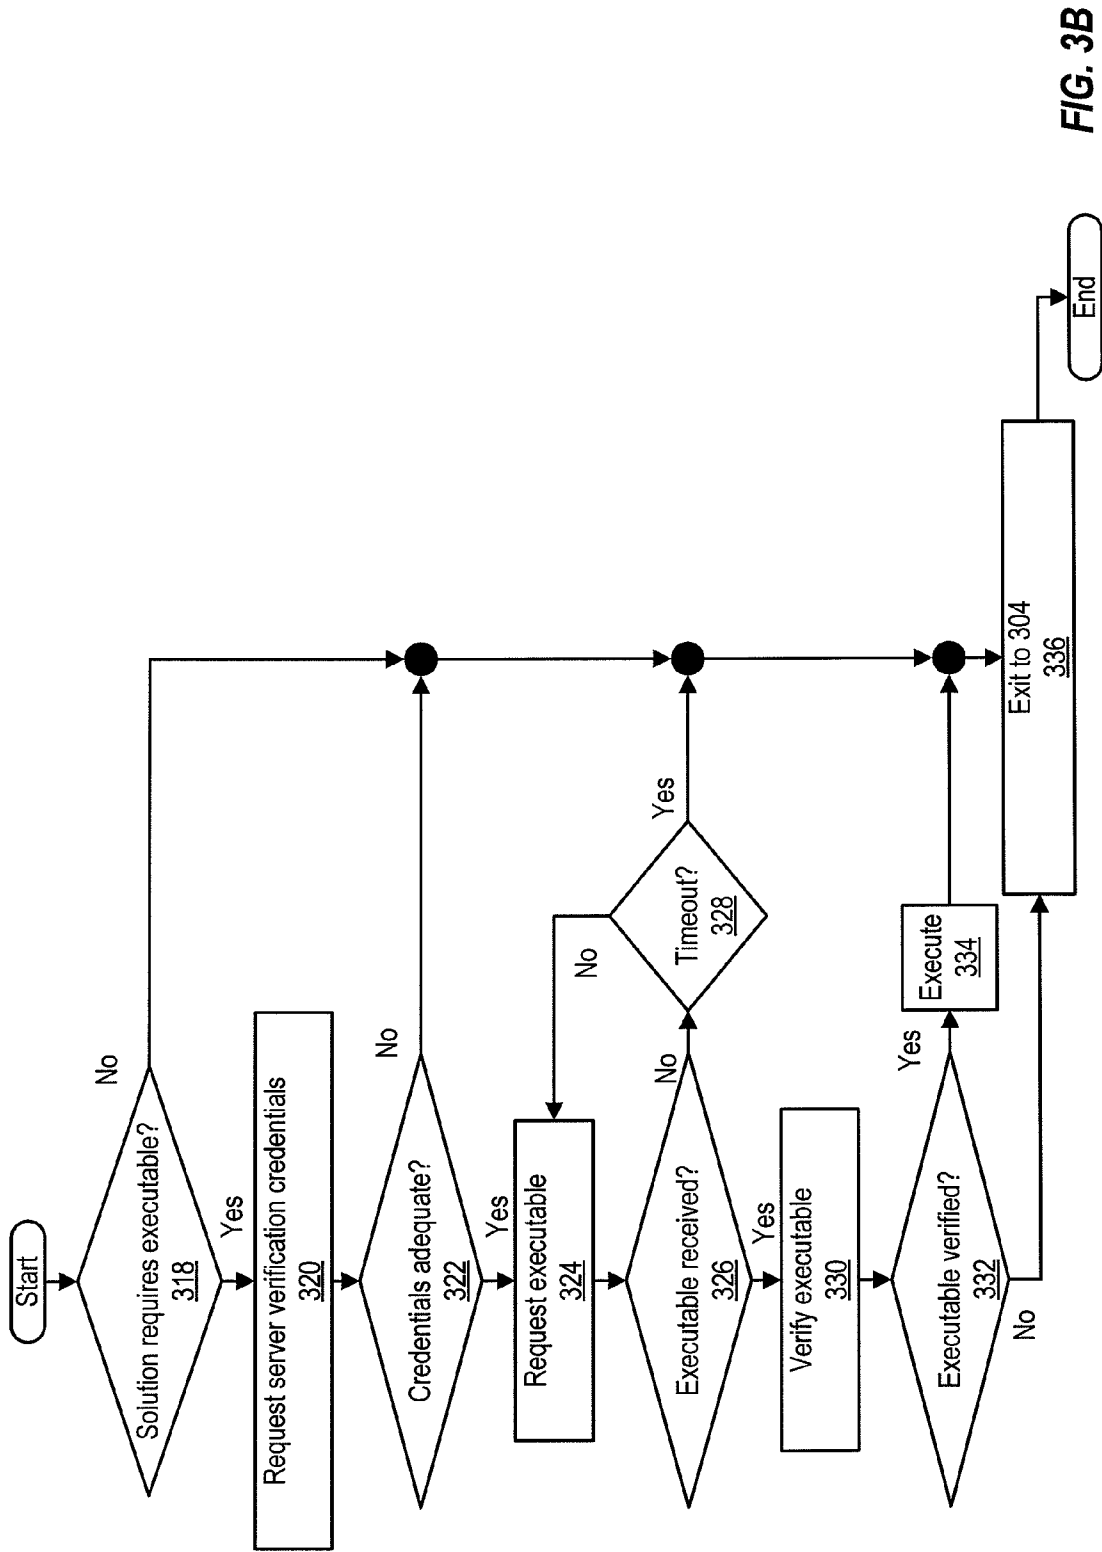 Start
Solution requires executable?
318
No
Yes
Request server verification credentials
320
Credentials adequate?
322
No
Yes
Request executable
324
Executable received?
326
No
Timeout?
328
No
Yes
Yes
Verify executable
330
Executable verified?
332
Yes
Execute
334
No
Exit to 304
336
End
FIG. 3B